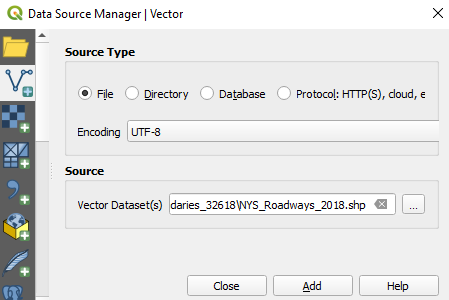 Data Source Manager | Vector
Source Type
File Directory Database Protocol: HTTP(S), cloud, e
Encoding UTF-8
Source
Vector Dataset(s) daries_32618\NYS_Roadways_2018.shp ...
Close Add Help